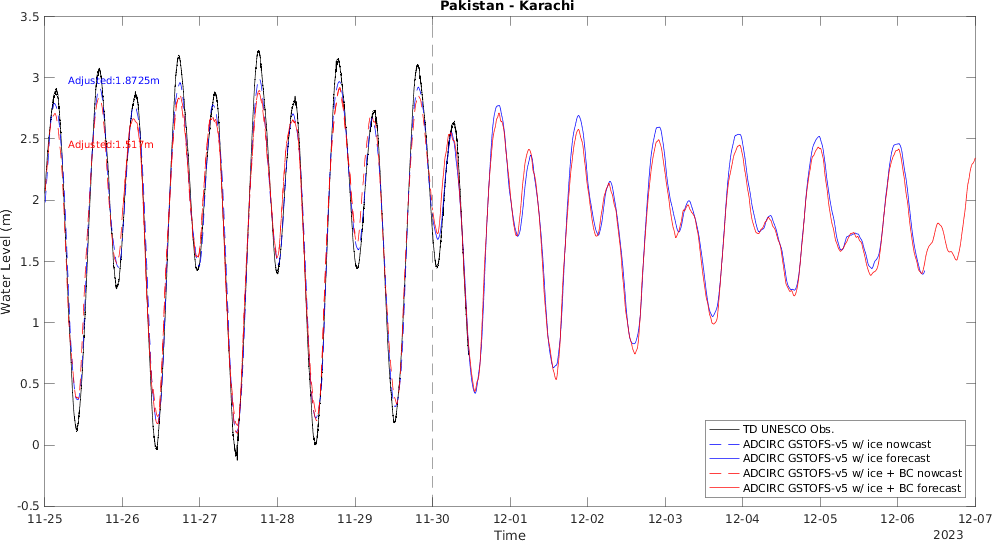 Pakistan - Karachi
3.5
3
2.5
2
1.5
1
0.5
0
-0.5
Water Level (m)
Adjusted:1.8725m
Adjusted:1.517m
TD UNESCO Obs.
ADCIRC GSTOFS-v5 w/ ice nowcast
ADCIRC GSTOFS-v5 w/ ice forecast
ADCIRC GSTOFS-v5 w/ ice + BC nowcast
ADCIRC GSTOFS-v5 w/ ice + BC forecast
11-25 11-26 11-27 11-28 11-29 11-30 12-01 12-02 12-03 12-04 12-05 12-06 12-07
Time
2023